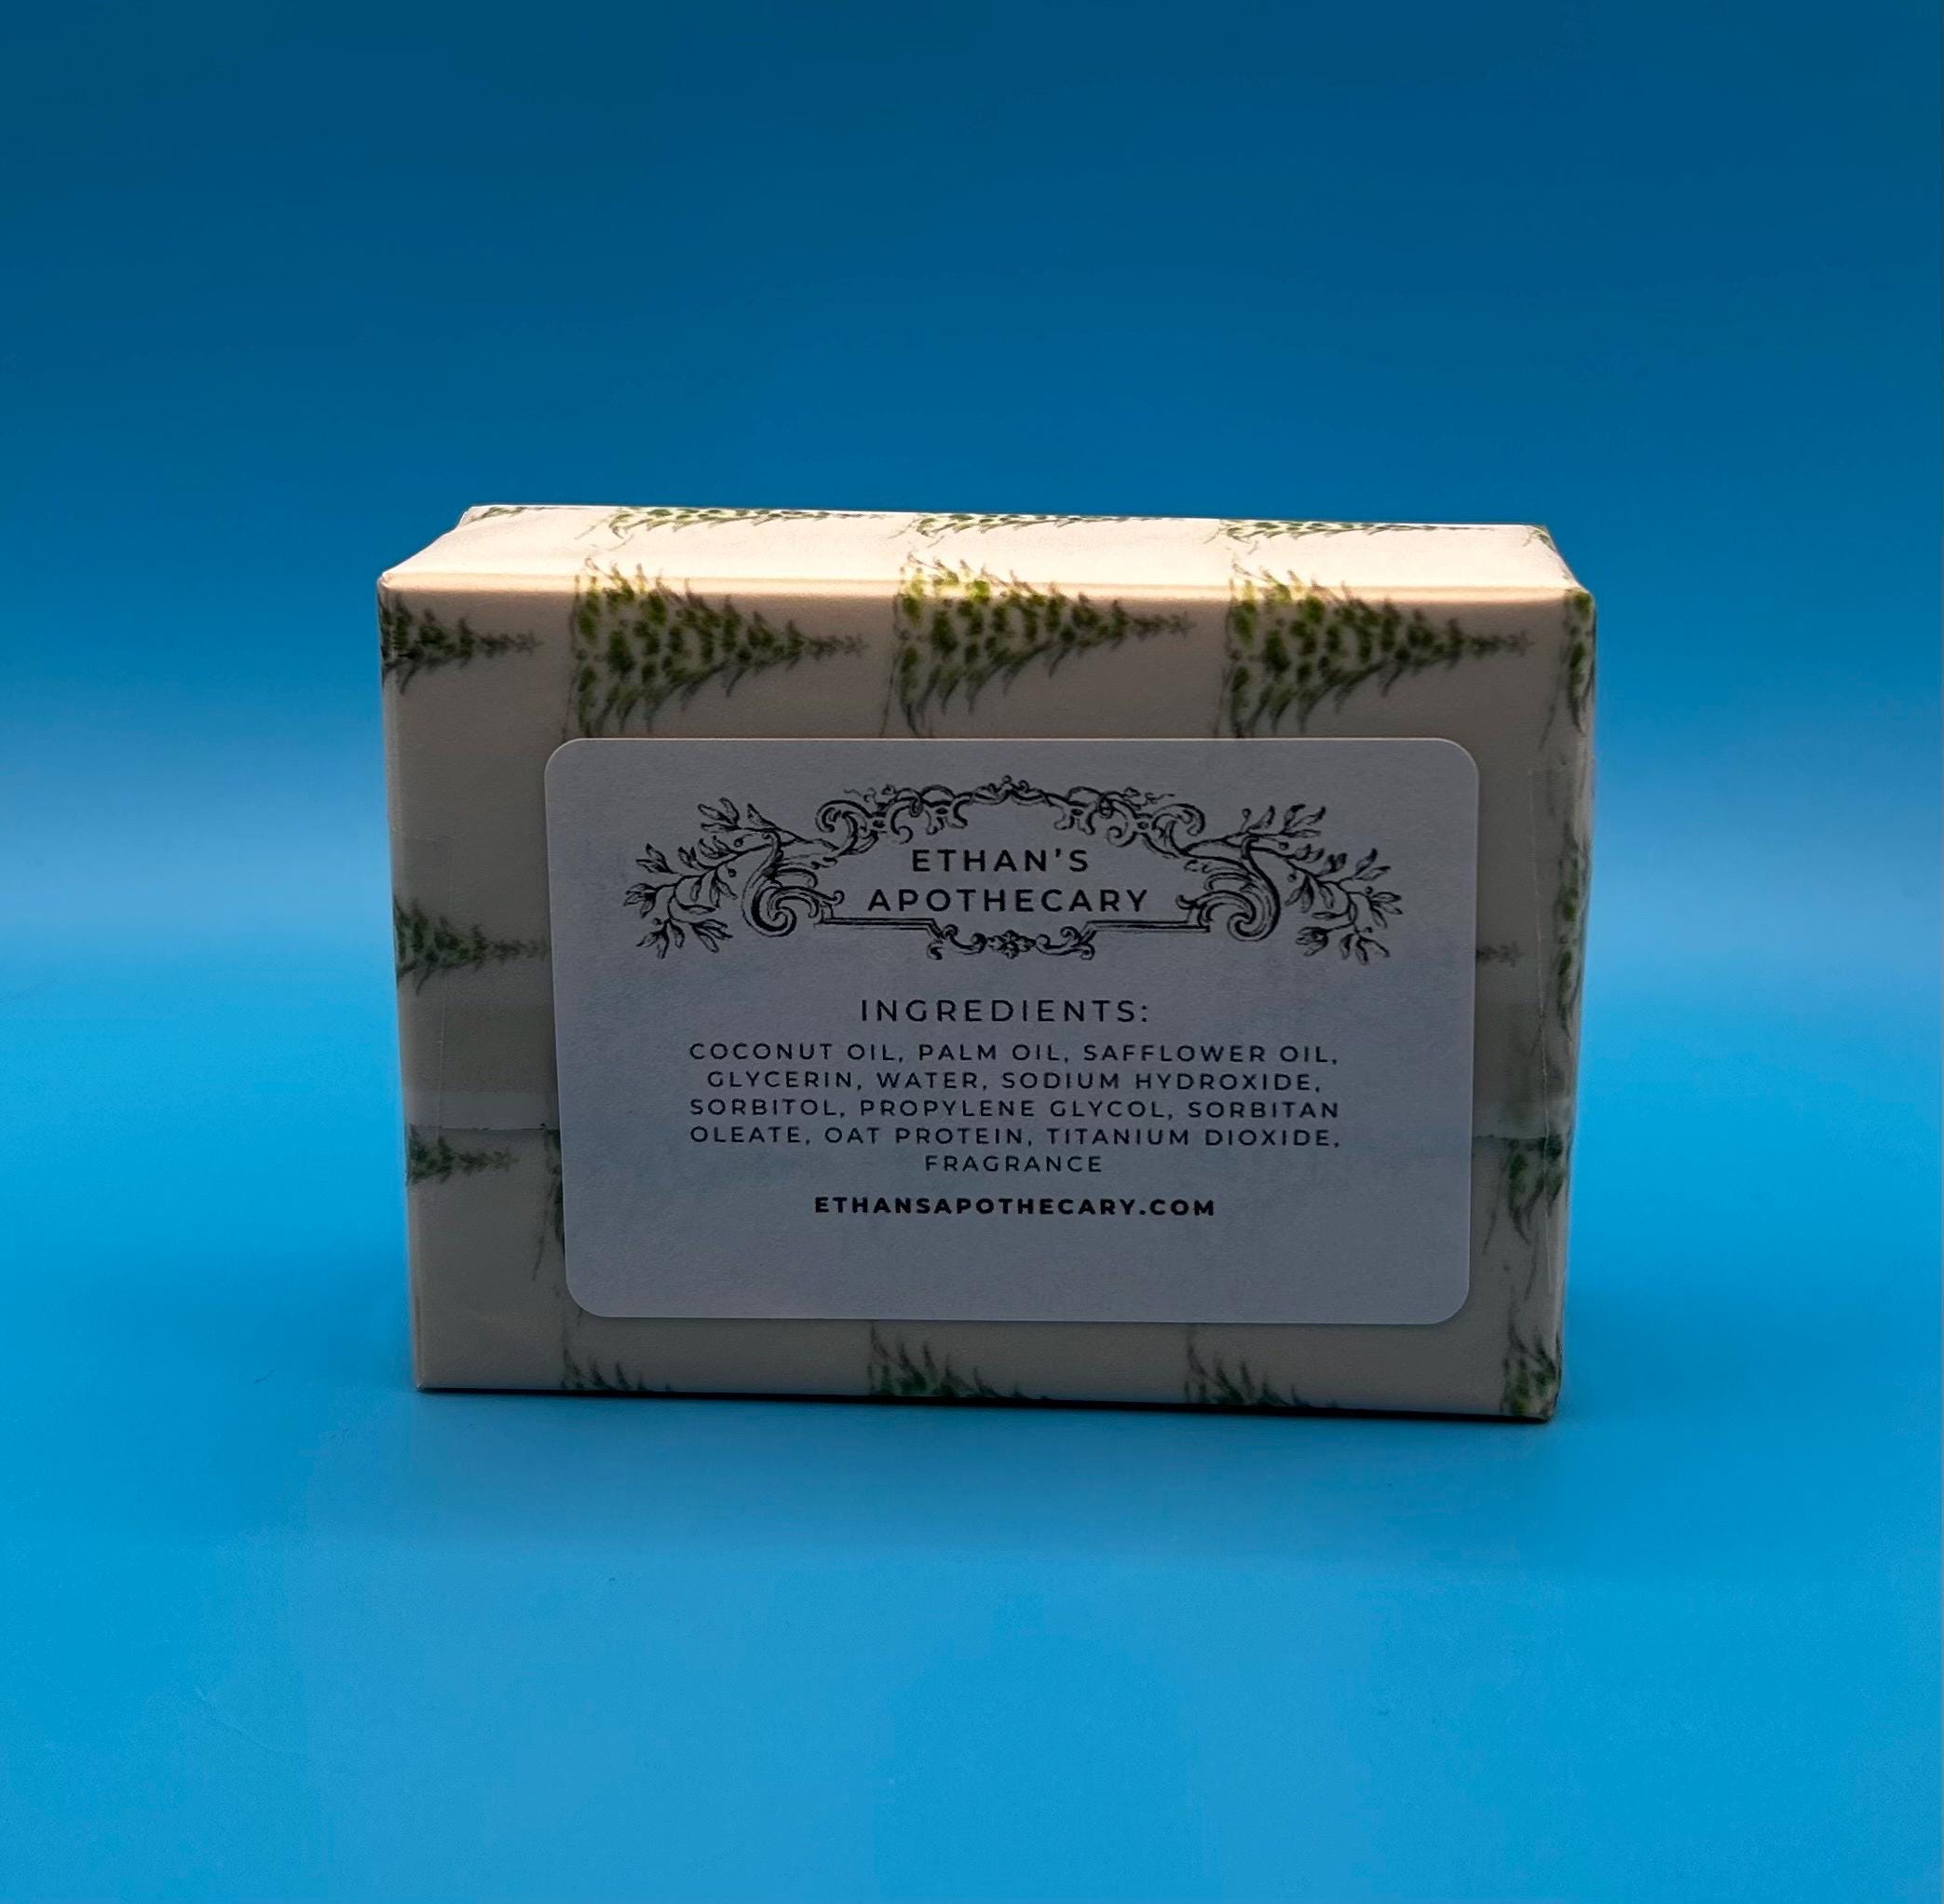 ETHAN'S
APOTHECARY
INGREDIENTS:
COCONUT OIL, PALM OIL, SAFFLOWER OIL,
GLYCERIN, WATER, SODIUM HYDROXIDE,
SORBITOL, PROPYLENE GLYCOL, SORBITAN
OLEATE, OAT PROTEIN, TITANIUM DIOXIDE,
FRAGRANCE
ETHANSAPOTHECARY.COM